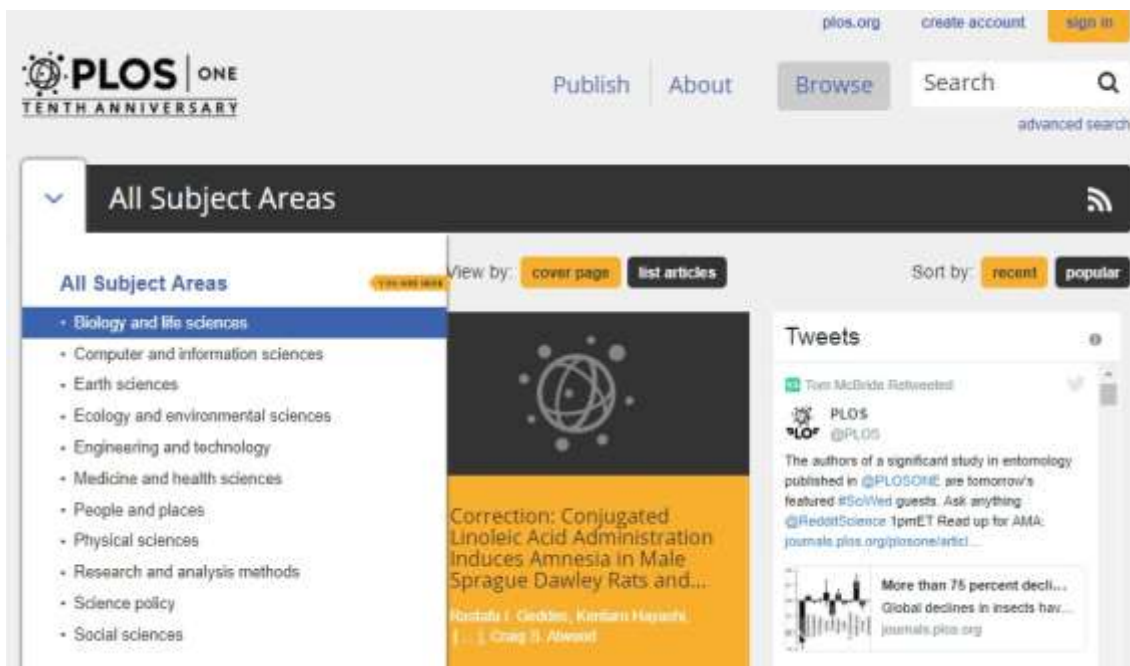 plos.org create account sign in
PLOS ONE
TENTH ANNIVERSARY
Publish About Browse Search
advanced search
All Subject Areas
All Subject Areas
View by: cover page list articles
Sort by: recent popular
• Biology and life sciences
• Computer and information sciences
• Earth sciences
• Ecology and environmental sciences
• Engineering and technology
• Medicine and health sciences
• People and places
• Physical sciences
• Research and analysis methods
• Science policy
• Social sciences
Correction: Conjugated
Linoleic Acid Administration
Induces Amnesia in Male
Sprague Dawley Rats and...
I. Geddes, Kentaro Hayashi,
[...], Craig S. Atwood
Tweets
Tom McBride Retweeted
PLOS
@PLOS
The authors of a significant study in entomology
published in @PLOSONE are tomorrow's
featured #SciWed guests. Ask anything
@RedditScience 1pmET Read up for AMA:
journals.plos.org/plosone/articl...
More than 75 percent decli...
Global declines in insects hav...
journals.plos.org